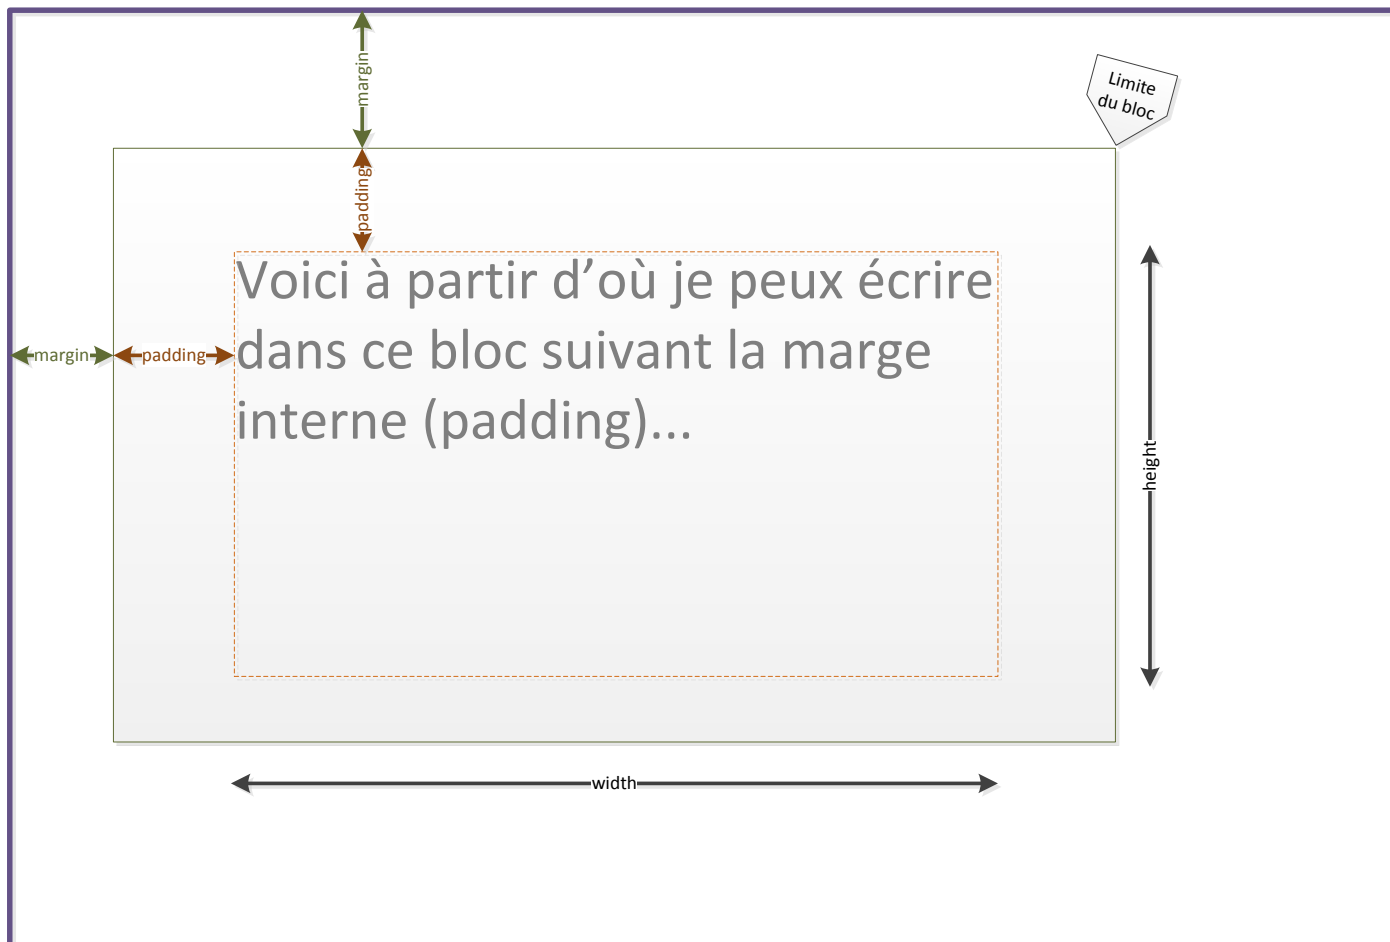 margin
Limite
du bloc
padding
Voici à partir d’où je peux écrire
margin
padding
dans ce bloc suivant la marge
interne (padding)...
height
width